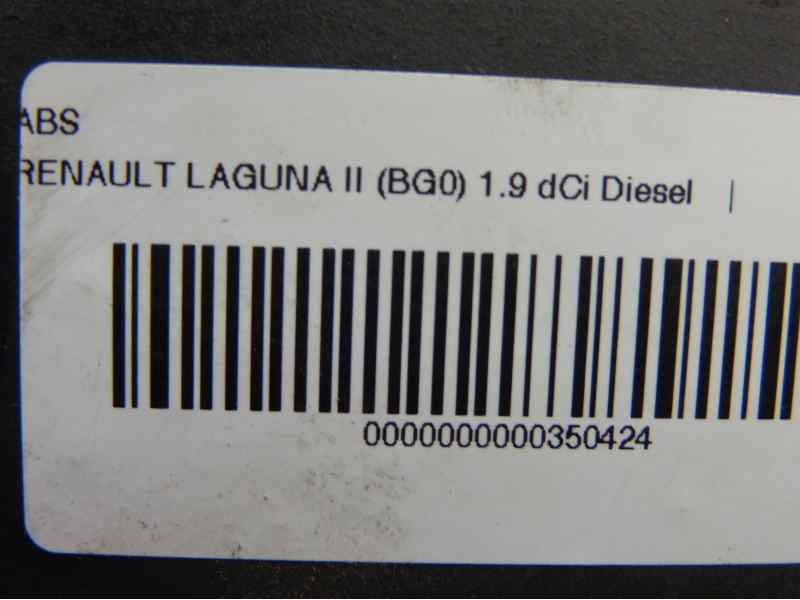 ABS
RENAULT LAGUNA II (BG0) 1.9 dCi Diesel |
0000000000350424